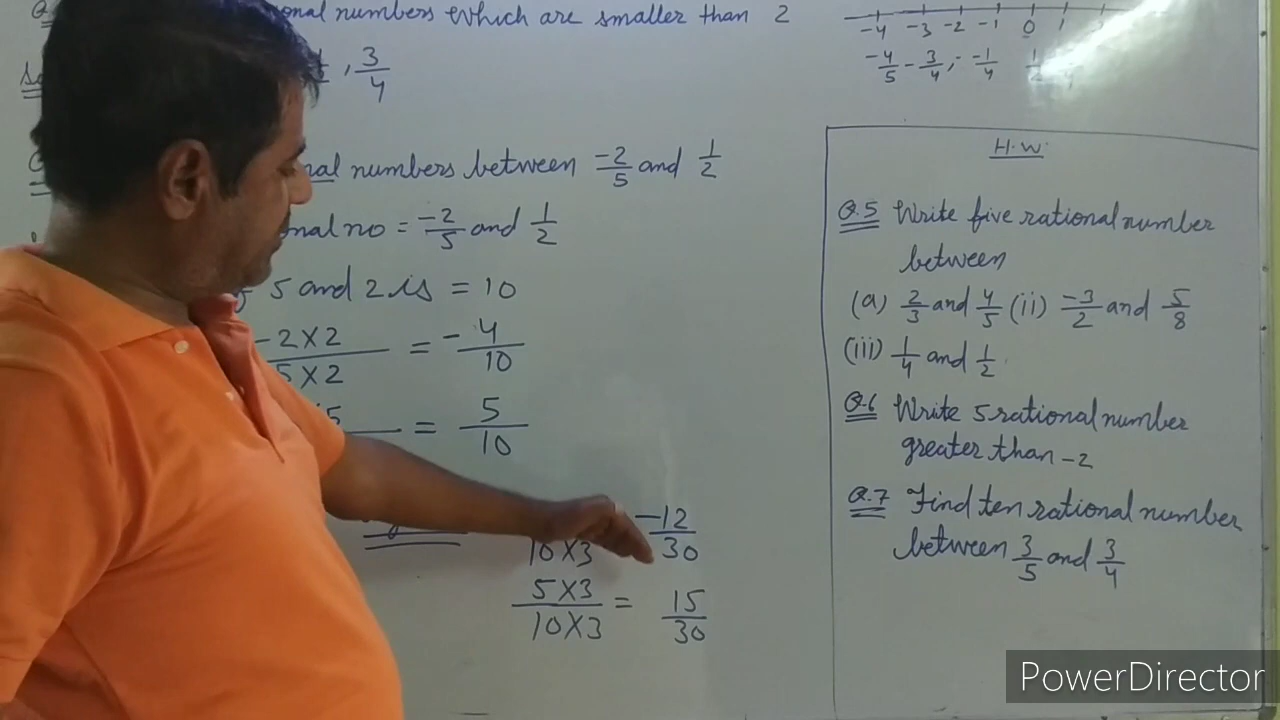 numbers which are smaller than 2
, 3/4
numbers between -2/5 and 1/2
no = -2/5 and 1/2
5 and 2 is = 10
-2×2 / 5×2 = -4/10
= 5/10
10×3 -12/30
5×3 / 10×3 = 15/30
-4 -3 -2 -1 0 1
-4/5 -3/4, -1/4
H.W.
Q.5 Write five rational number
between
(a) 2/3 and 4/5 (ii) -3/2 and 5/8
(iii) 1/4 and 1/2.
Q.6 Write 5 rational number
greater than -2
Q.7 Find ten rational number
between 3/5 and 3/4
PowerDirector